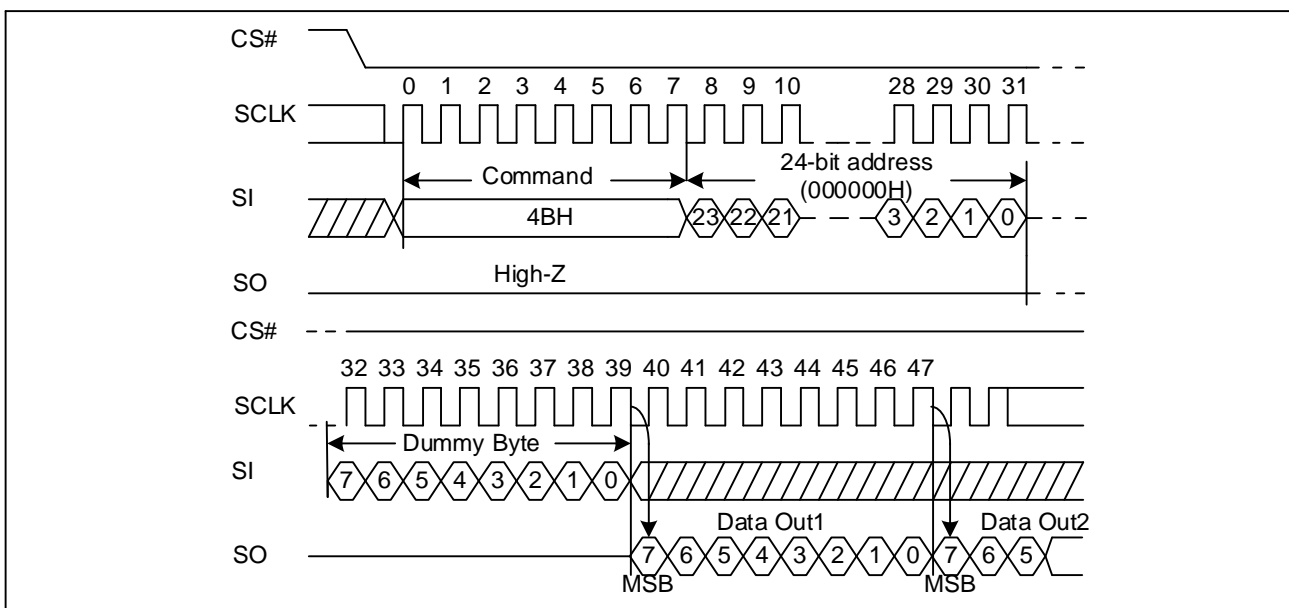 CS#
0 1 2 3 4 5 6 7 8 9 10 28 29 30 31
SCLK
Command 24-bit address
(000000H)
SI
4BH 23 22 21 3 2 1 0
High-Z
SO
CS#
32 33 34 35 36 37 38 39 40 41 42 43 44 45 46 47
SCLK
Dummy Byte
SI
7 6 5 4 3 2 1 0
Data Out1 Data Out2
SO
7 6 5 4 3 2 1 0 7 6 5
MSB MSB